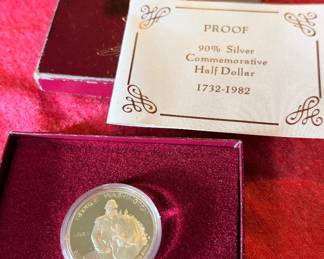 PROOF
90% Silver
Commemorative
Half Dollar
1732-1982